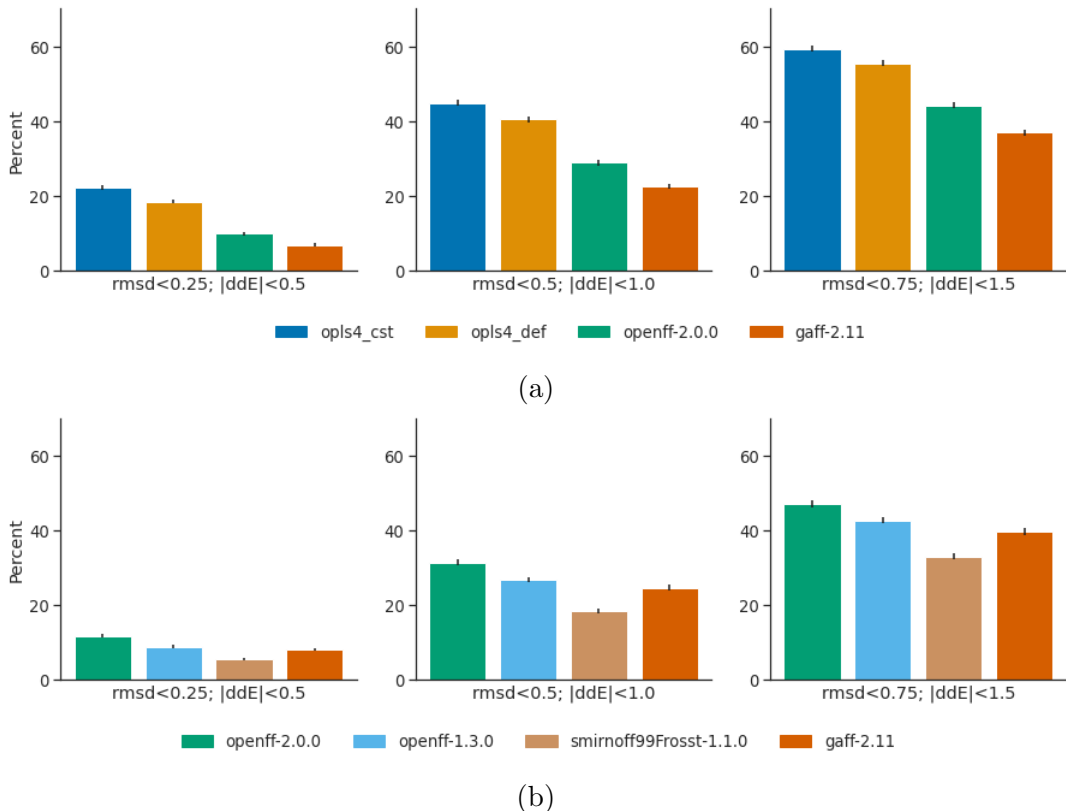 60
40
20
0
Percent
rmsd<0.25; |ddE|<0.5
60
40
20
0
rmsd<0.5; |ddE|<1.0
60
40
20
0
rmsd<0.75; |ddE|<1.5
opls4_cst opls4_def openff-2.0.0 gaff-2.11
(a)
60
40
20
0
Percent
rmsd<0.25; |ddE|<0.5
60
40
20
0
rmsd<0.5; |ddE|<1.0
60
40
20
0
rmsd<0.75; |ddE|<1.5
openff-2.0.0 openff-1.3.0 smirnoff99Frosst-1.1.0 gaff-2.11
(b)